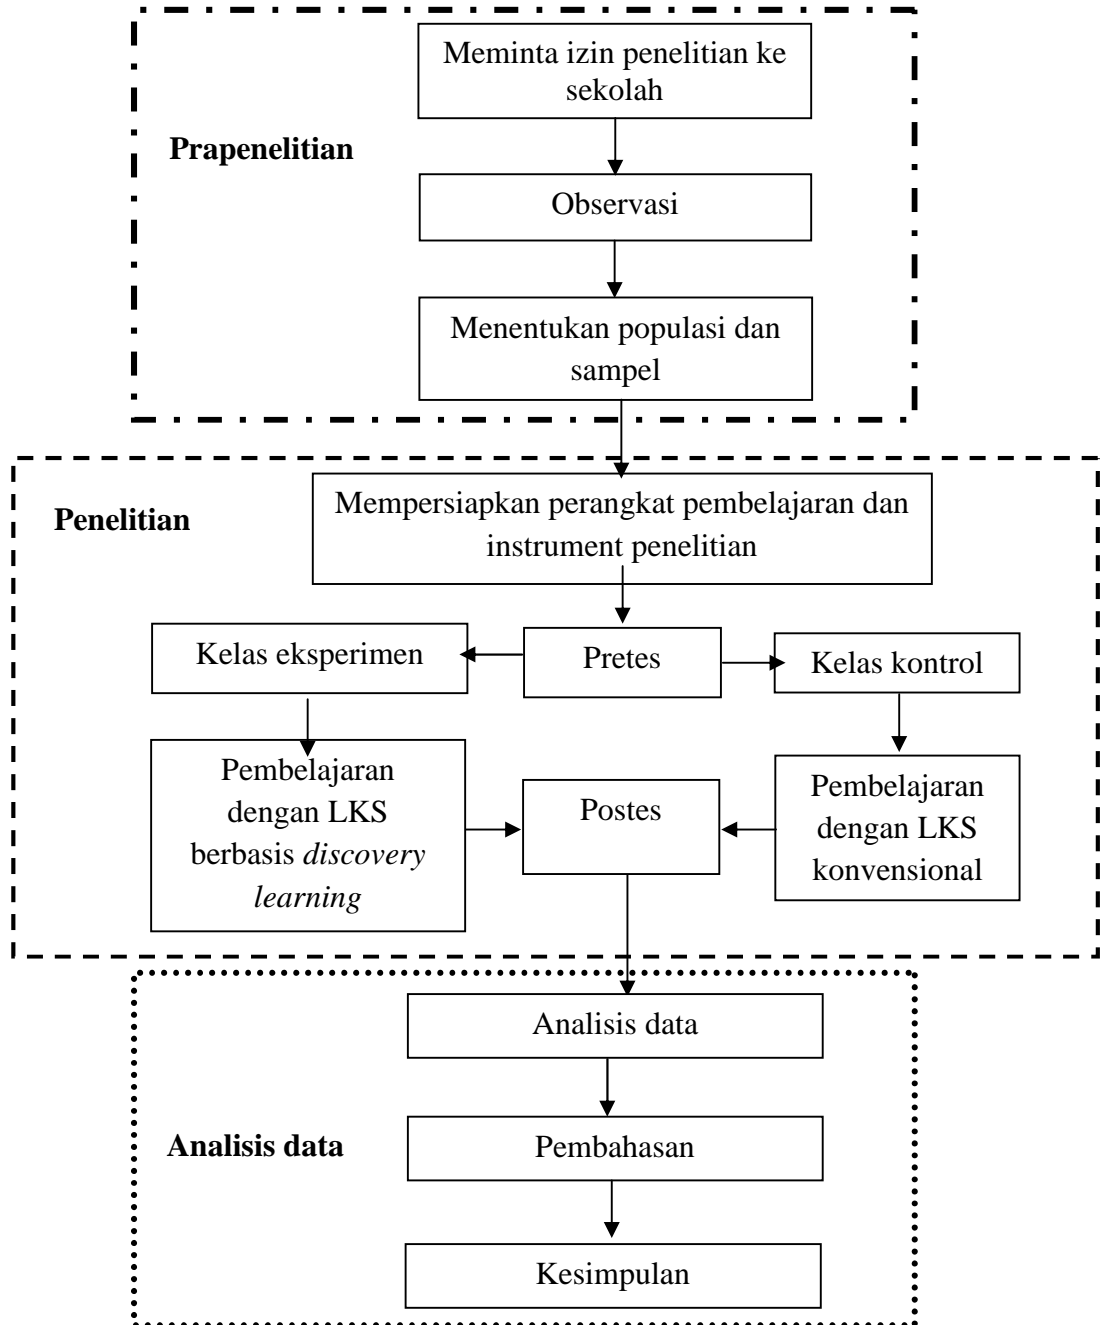 Meminta izin penelitian ke
sekolah
Prapenelitian
Observasi
Menentukan populasi dan
sampel
Penelitian
Mempersiapkan perangkat pembelajaran dan
instrument penelitian
Kelas eksperimen
Pretes
Kelas kontrol
Pembelajaran
dengan LKS
berbasis discovery
learning
Postes
Pembelajaran
dengan LKS
konvensional
Analisis data
Analisis data
Pembahasan
Kesimpulan